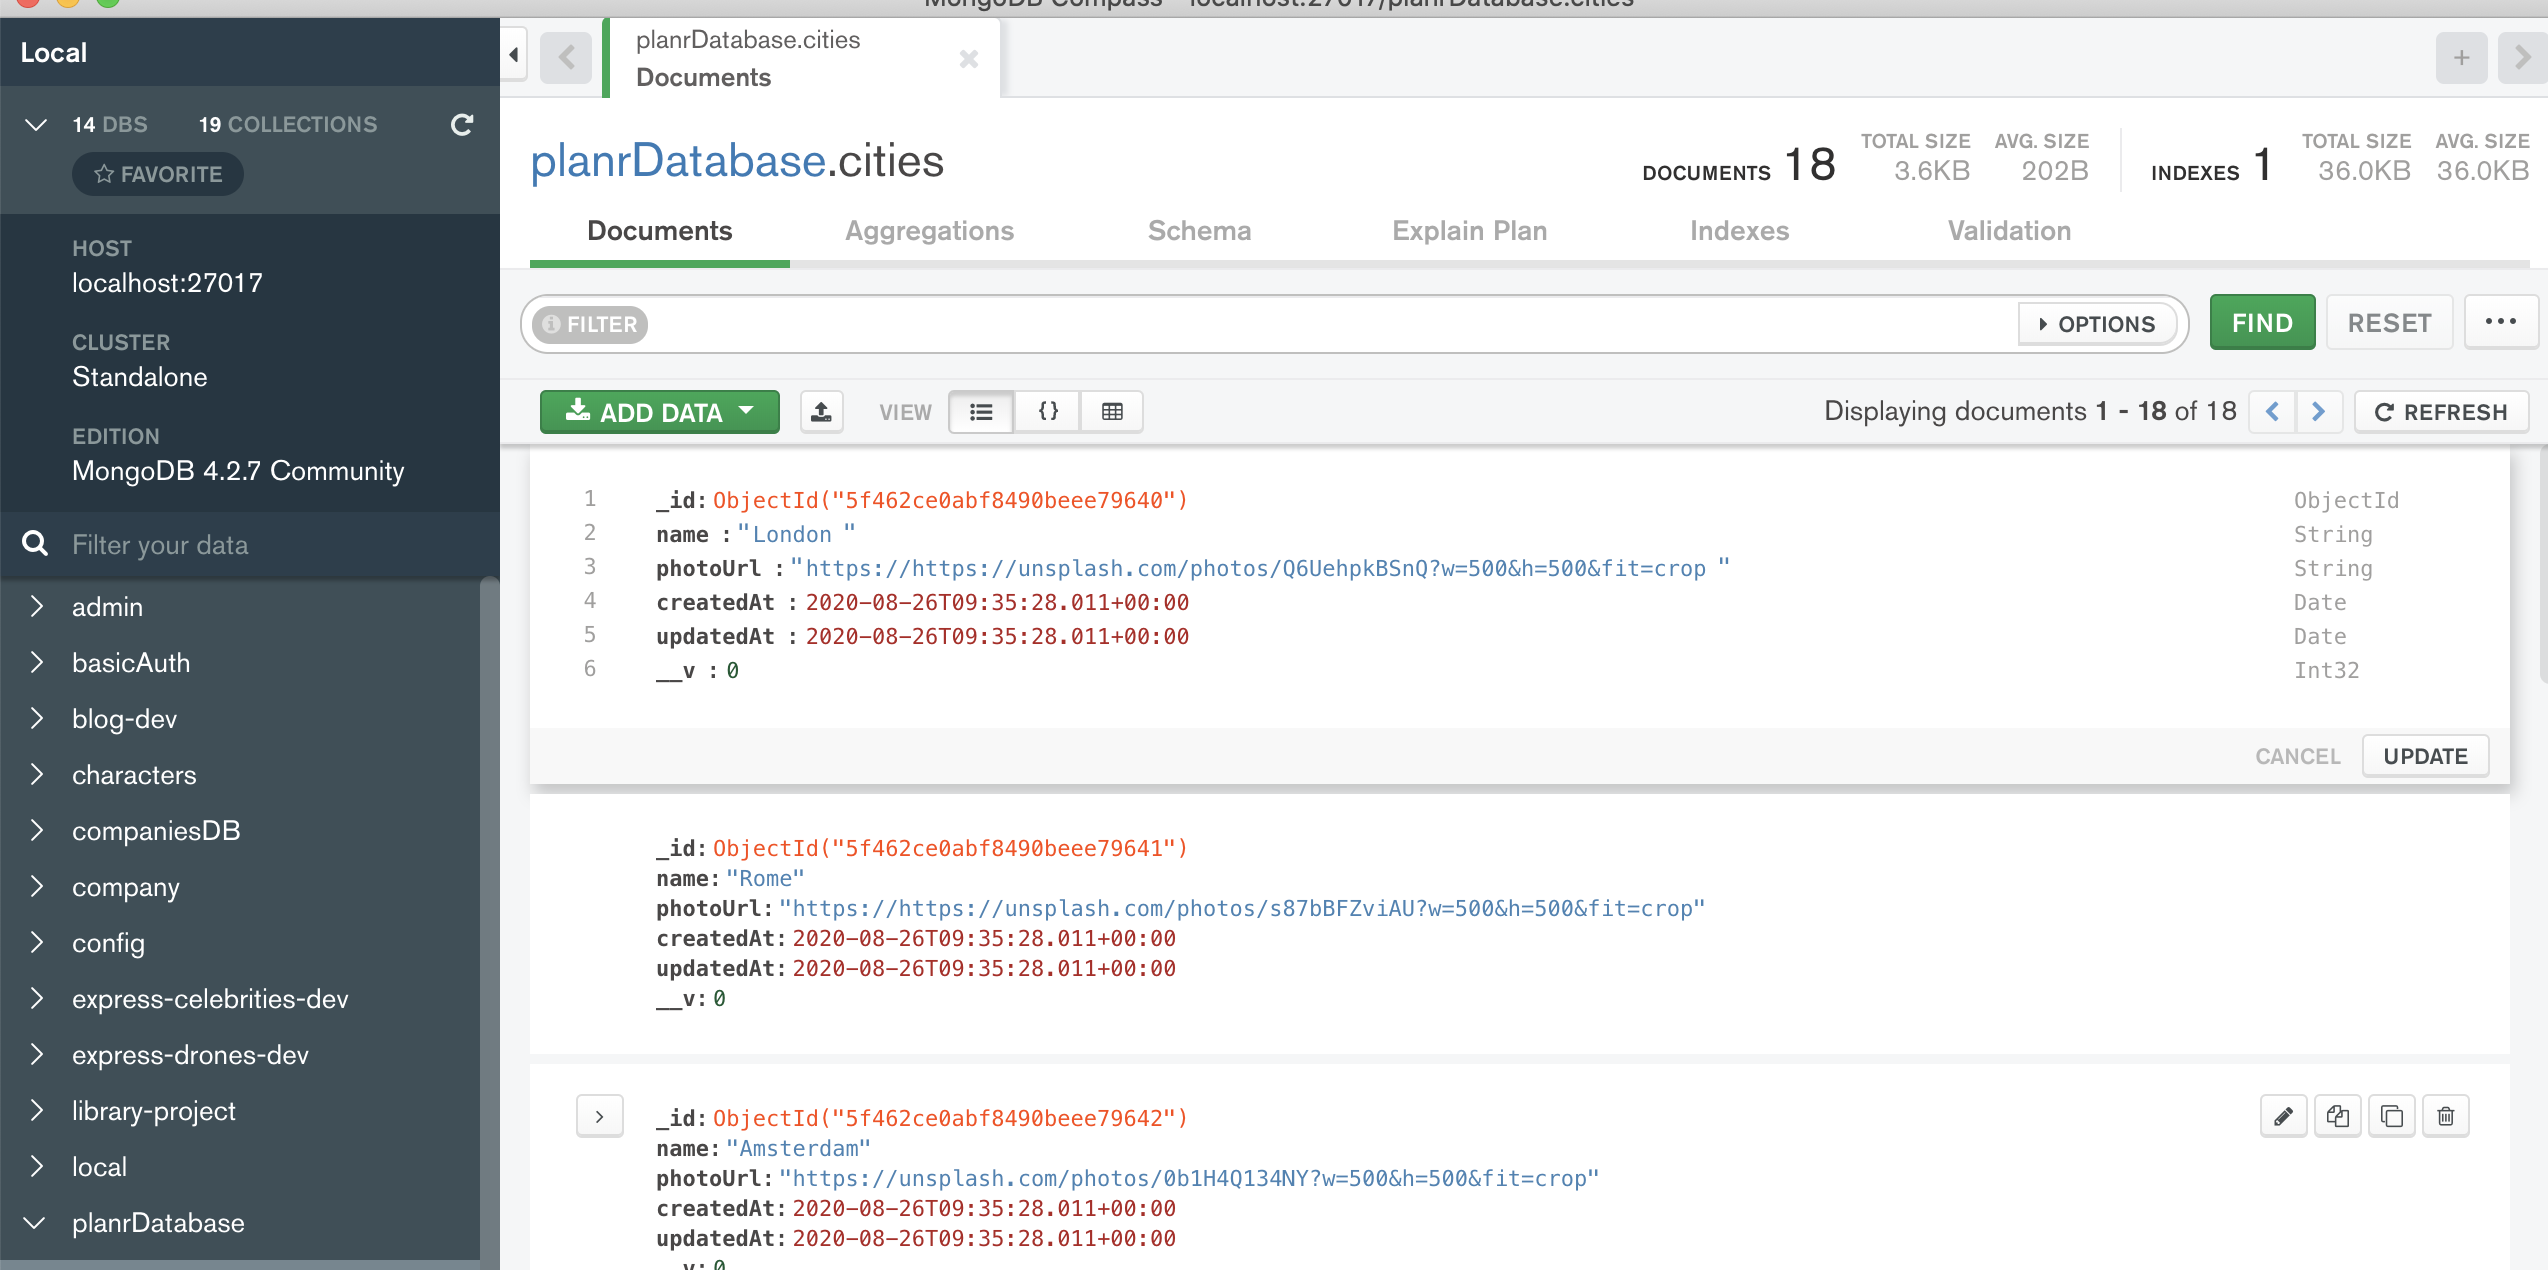 MongoDB Compass - localhost:27017/planrDatabase.cities
Local
14 DBS 19 COLLECTIONS
FAVORITE
HOST
localhost:27017
CLUSTER
Standalone
EDITION
MongoDB 4.2.7 Community
Filter your data
admin
basicAuth
blog-dev
characters
companiesDB
company
config
express-celebrities-dev
express-drones-dev
library-project
local
planrDatabase
planrDatabase.cities
Documents
planrDatabase.cities
DOCUMENTS 18 TOTAL SIZE 3.6KB AVG. SIZE 202B INDEXES 1 TOTAL SIZE 36.0KB AVG. SIZE 36.0KB
Documents Aggregations Schema Explain Plan Indexes Validation
FILTER OPTIONS FIND RESET ...
ADD DATA VIEW {} Displaying documents 1 - 18 of 18 REFRESH
1 _id: ObjectId("5f462ce0abf8490beee79640") ObjectId
2 name : "London " String
3 photoUrl : "https://https://unsplash.com/photos/Q6UehpkBSnQ?w=500&h=500&fit=crop " String
4 createdAt : 2020-08-26T09:35:28.011+00:00 Date
5 updatedAt : 2020-08-26T09:35:28.011+00:00 Date
6 __v : 0 Int32
CANCEL UPDATE
_id: ObjectId("5f462ce0abf8490beee79641")
name: "Rome"
photoUrl: "https://https://unsplash.com/photos/s87bBFZviAU?w=500&h=500&fit=crop"
createdAt: 2020-08-26T09:35:28.011+00:00
updatedAt: 2020-08-26T09:35:28.011+00:00
__v: 0
_id: ObjectId("5f462ce0abf8490beee79642")
name: "Amsterdam"
photoUrl: "https://unsplash.com/photos/0b1H4Q134NY?w=500&h=500&fit=crop"
createdAt: 2020-08-26T09:35:28.011+00:00
updatedAt: 2020-08-26T09:35:28.011+00:00
__v: 0